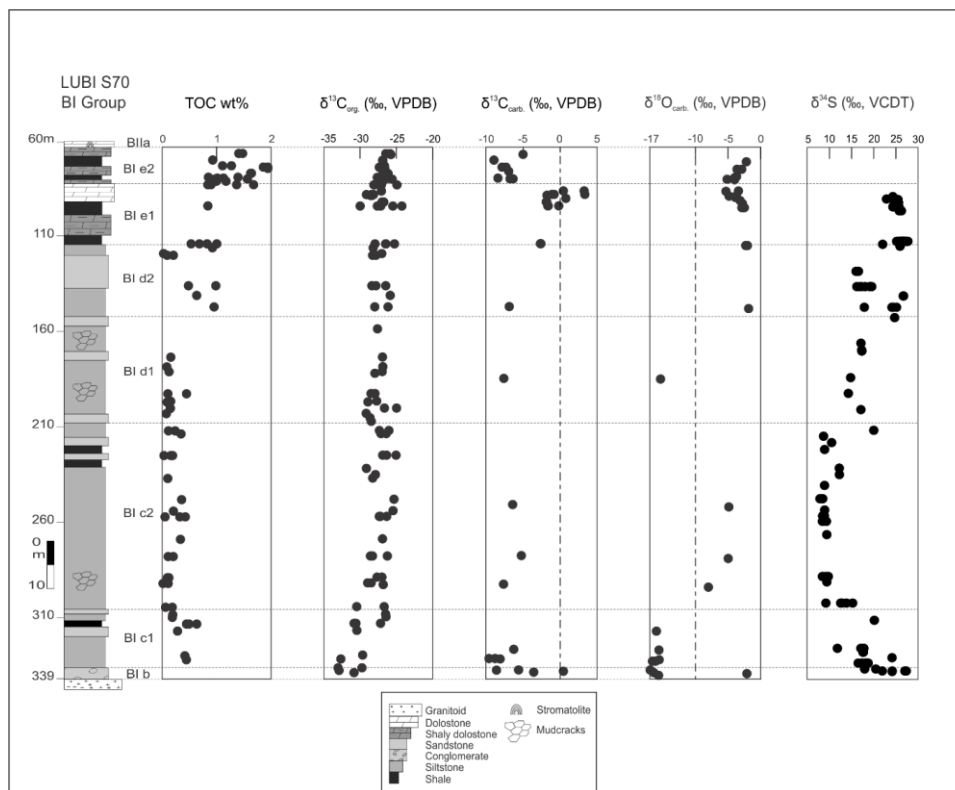 LUBI S70
BI Group
TOC wt%
δ13Corg. (‰, VPDB)
δ13Ccarb. (‰, VPDB)
δ18Ocarb. (‰, VPDB)
δ34S (‰, VCDT)
0 1 2
-35 -30 -25 -20
-10 -5 0 5
-17 -10 0
5 10 15 20 25 30
60m
BIIa
BI e2
BI e1
110
BI d2
160
BI d1
210
BI c2
260
0
m
10
310
BI c1
BI b
339
Granitoid
Dolostone
Shaly dolostone
Sandstone
Conglomerate
Siltstone
Shale
Stromatolite
Mudcracks